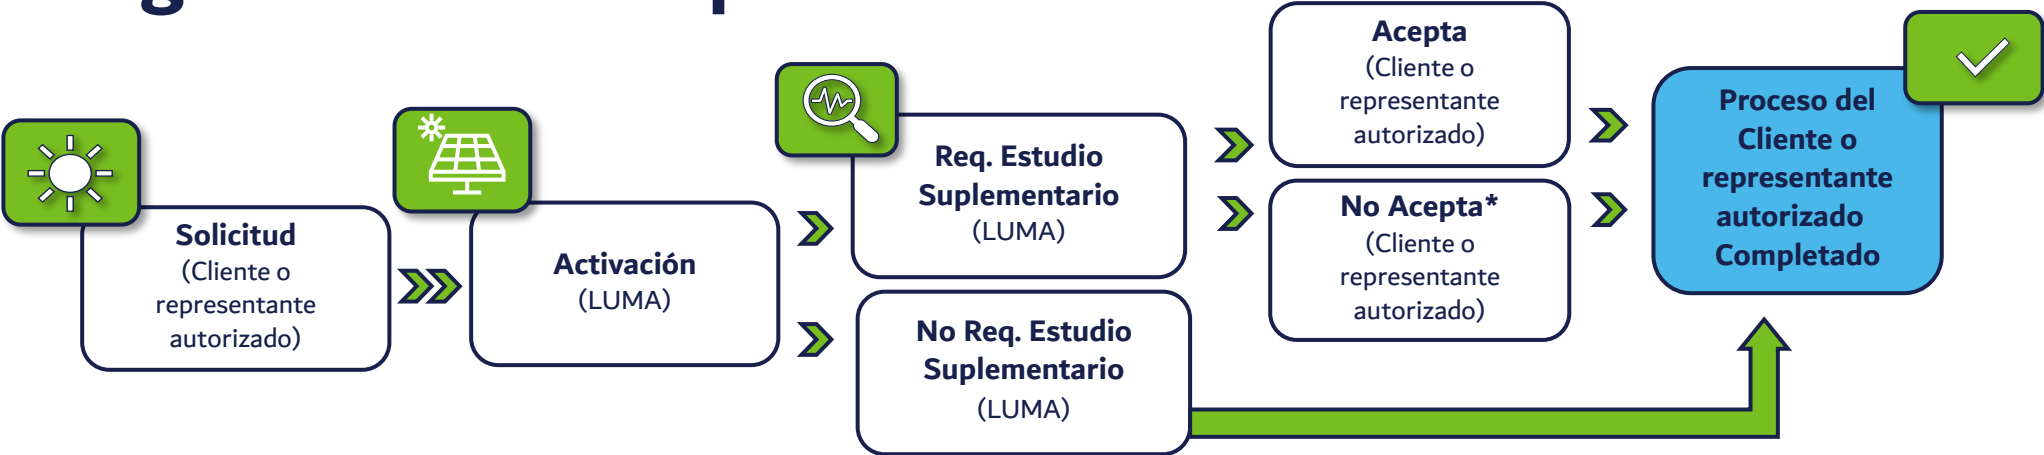 Solicitud
(Cliente o
representante
autorizado)
Activación
(LUMA)
Req. Estudio
Suplementario
(LUMA)
No Req. Estudio
Suplementario
(LUMA)
Acepta
(Cliente o
representante
autorizado)
No Acepta*
(Cliente o
representante
autorizado)
Proceso del
Cliente o
representante
autorizado
Completado